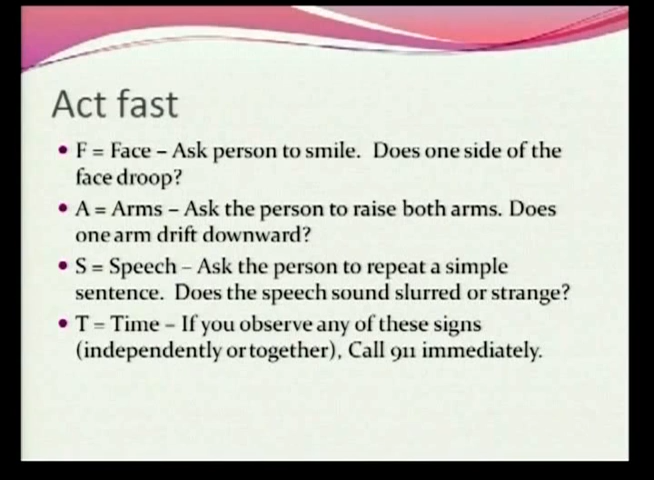 Act fast
• F = Face – Ask person to smile. Does one side of the
face droop?
• A = Arms – Ask the person to raise both arms. Does
one arm drift downward?
• S = Speech – Ask the person to repeat a simple
sentence. Does the speech sound slurred or strange?
• T = Time – If you observe any of these signs
(independently or together), Call 911 immediately.